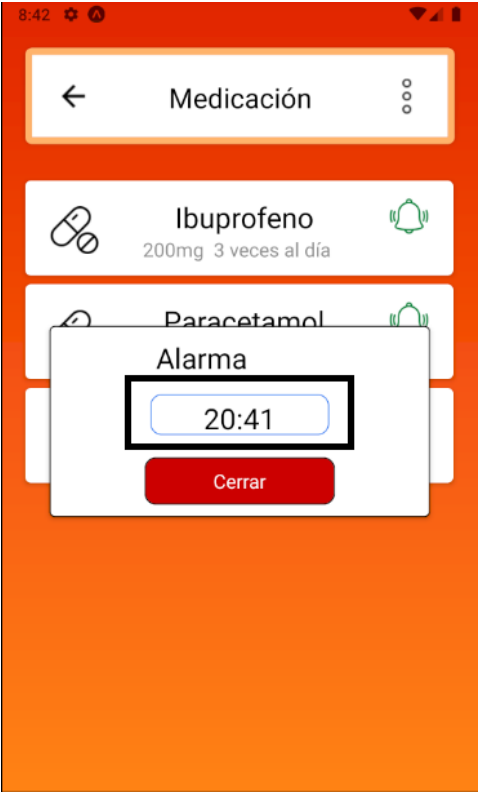 8:42
Medicación
Ibuprofeno
200mg 3 veces al día
Paracetamol
Alarma
20:41
Cerrar